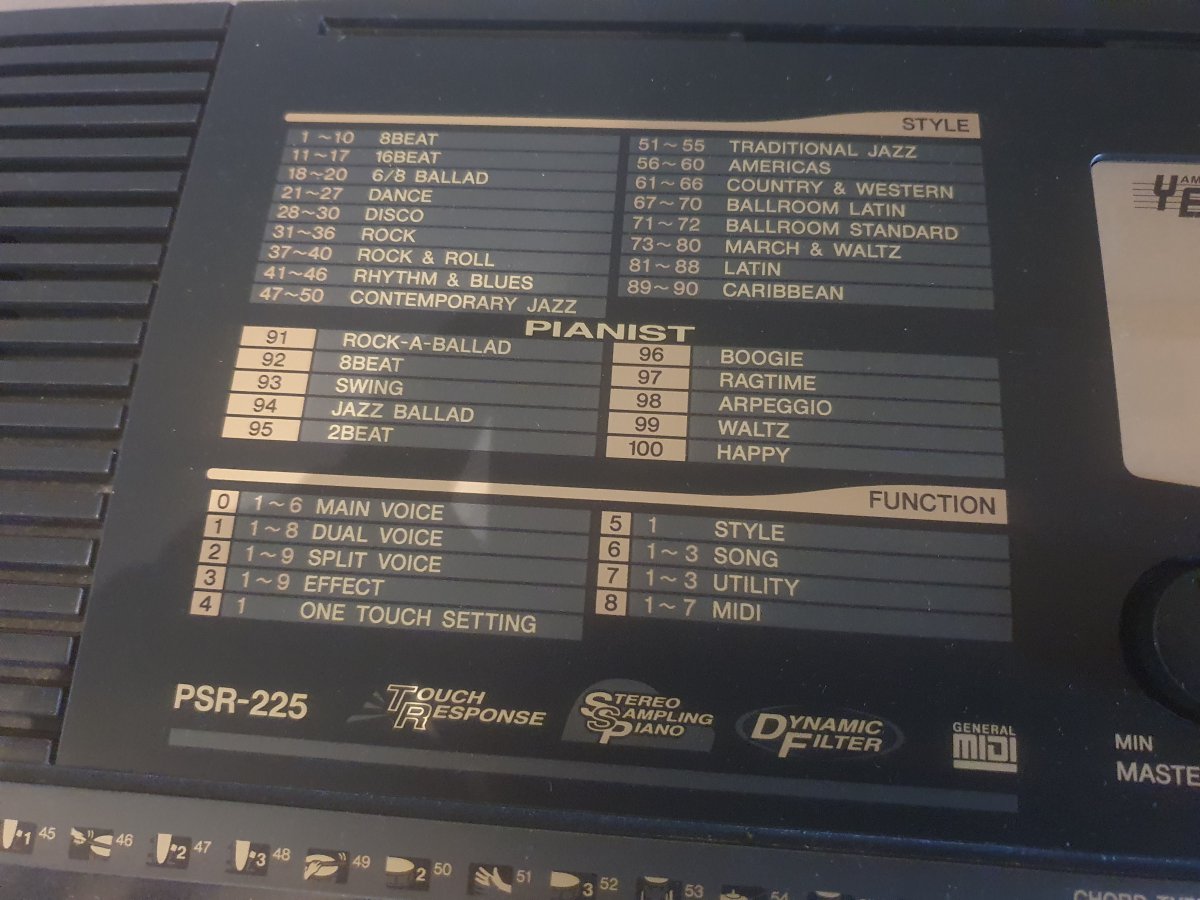 STYLE
1~10 8BEAT
11~17 16BEAT
18~20 6/8 BALLAD
21~27 DANCE
28~30 DISCO
31~36 ROCK
37~40 ROCK & ROLL
41~46 RHYTHM & BLUES
47~50 CONTEMPORARY JAZZ
51~55 TRADITIONAL JAZZ
56~60 AMERICAS
61~66 COUNTRY & WESTERN
67~70 BALLROOM LATIN
71~72 BALLROOM STANDARD
73~80 MARCH & WALTZ
81~88 LATIN
89~90 CARIBBEAN
PIANIST
91 ROCK-A-BALLAD
92 8BEAT
93 SWING
94 JAZZ BALLAD
95 2BEAT
96 BOOGIE
97 RAGTIME
98 ARPEGGIO
99 WALTZ
100 HAPPY
FUNCTION
0 1~6 MAIN VOICE
1 1~8 DUAL VOICE
2 1~9 SPLIT VOICE
3 1~9 EFFECT
4 1 ONE TOUCH SETTING
5 1 STYLE
6 1~3 SONG
7 1~3 UTILITY
8 1~7 MIDI
PSR-225
TOUCH
RESPONSE
STEREO
SAMPLING
PIANO
DYNAMIC
FILTER
GENERAL
MIDI
MIN
MASTE
1 45 46 2 47 3 48 49 2 50 51 3 52 53 54